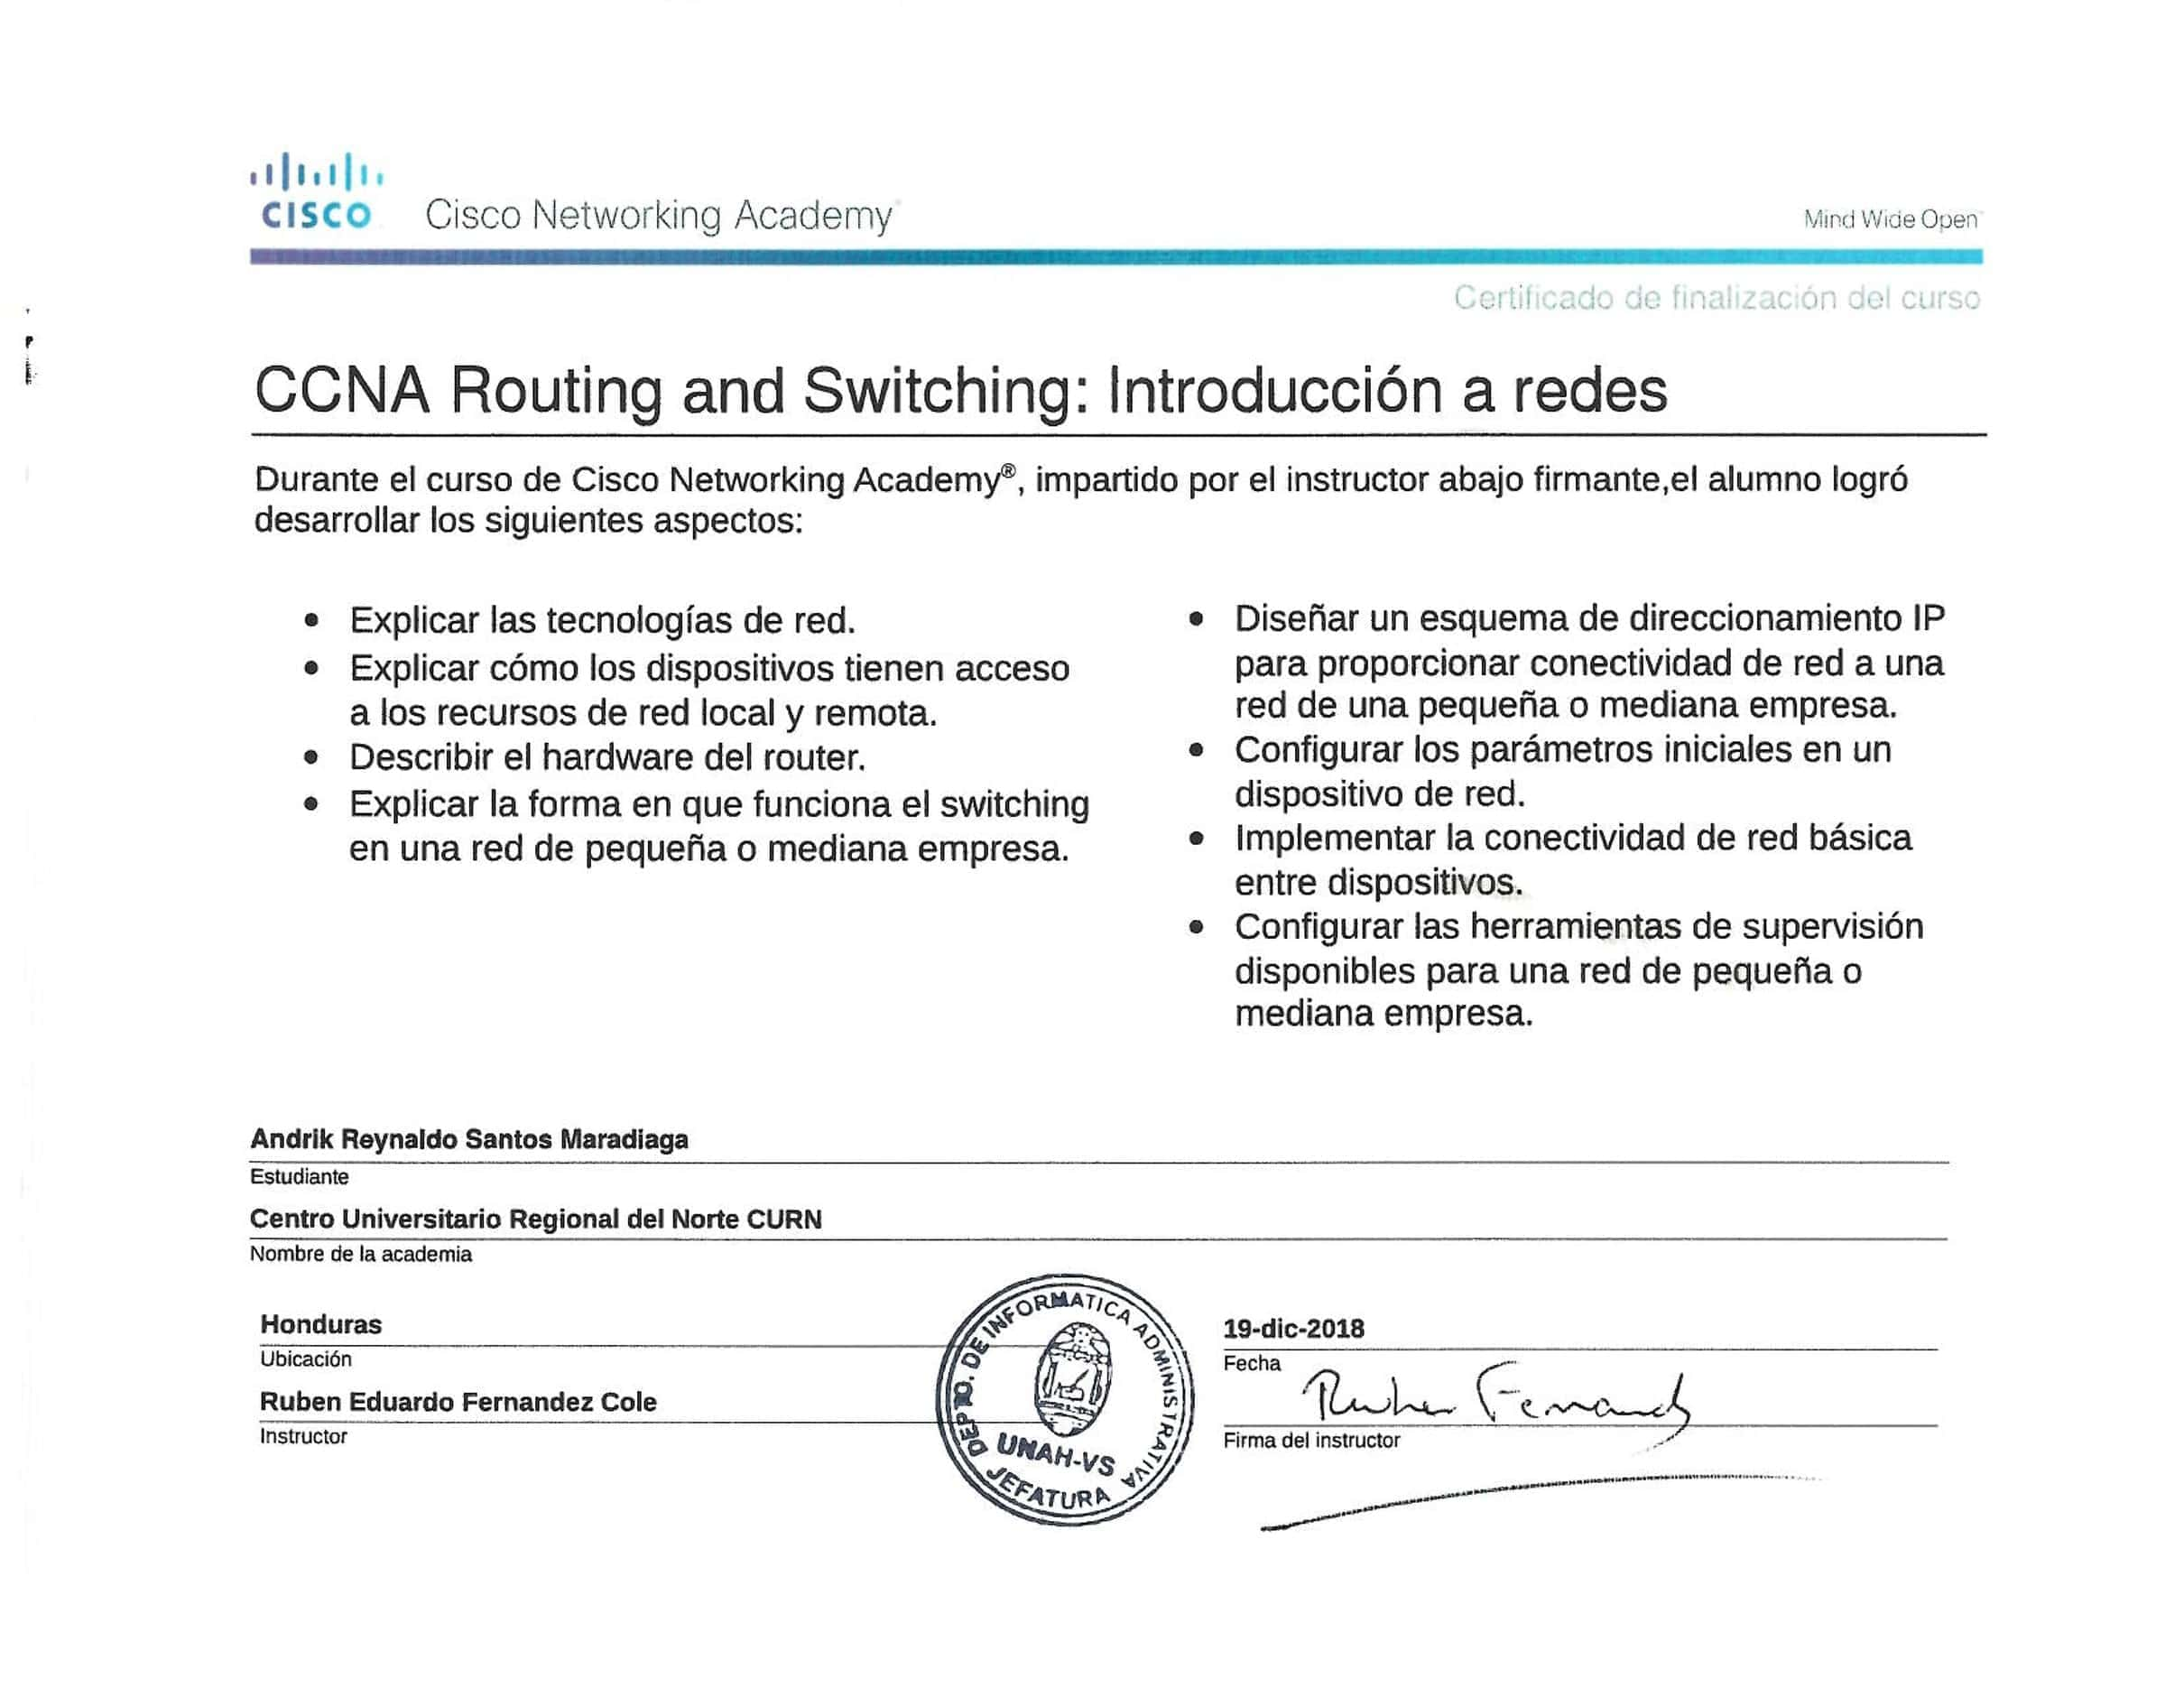 CISCO Cisco Networking Academy®
Mind Wide Open™
Certificado de finalización del curso
CCNA Routing and Switching: Introducción a redes
Durante el curso de Cisco Networking Academy®, impartido por el instructor abajo firmante,el alumno logró
desarrollar los siguientes aspectos:
• Explicar las tecnologías de red.
• Explicar cómo los dispositivos tienen acceso
a los recursos de red local y remota.
• Describir el hardware del router.
• Explicar la forma en que funciona el switching
en una red de pequeña o mediana empresa.
• Diseñar un esquema de direccionamiento IP
para proporcionar conectividad de red a una
red de una pequeña o mediana empresa.
• Configurar los parámetros iniciales en un
dispositivo de red.
• Implementar la conectividad de red básica
entre dispositivos.
• Configurar las herramientas de supervisión
disponibles para una red de pequeña o
mediana empresa.
Andrik Reynaldo Santos Maradiaga
Estudiante
Centro Universitario Regional del Norte CURN
Nombre de la academia
Honduras
Ubicación
Ruben Eduardo Fernandez Cole
Instructor
DEPTO. DE INFORMATICA ADMINISTRATIVA
UNAH-VS
JEFATURA
19-dic-2018
Fecha
Ruben Fernandez
Firma del instructor